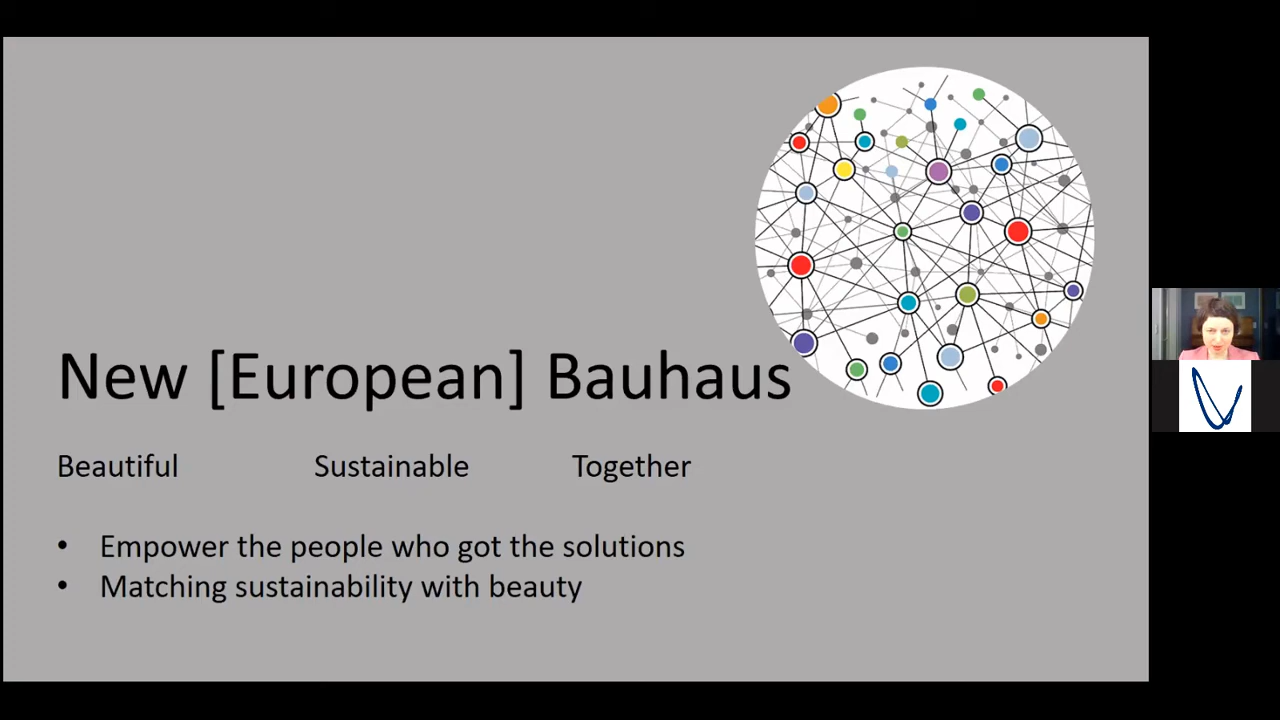 New [European] Bauhaus
Beautiful Sustainable Together
• Empower the people who got the solutions
• Matching sustainability with beauty